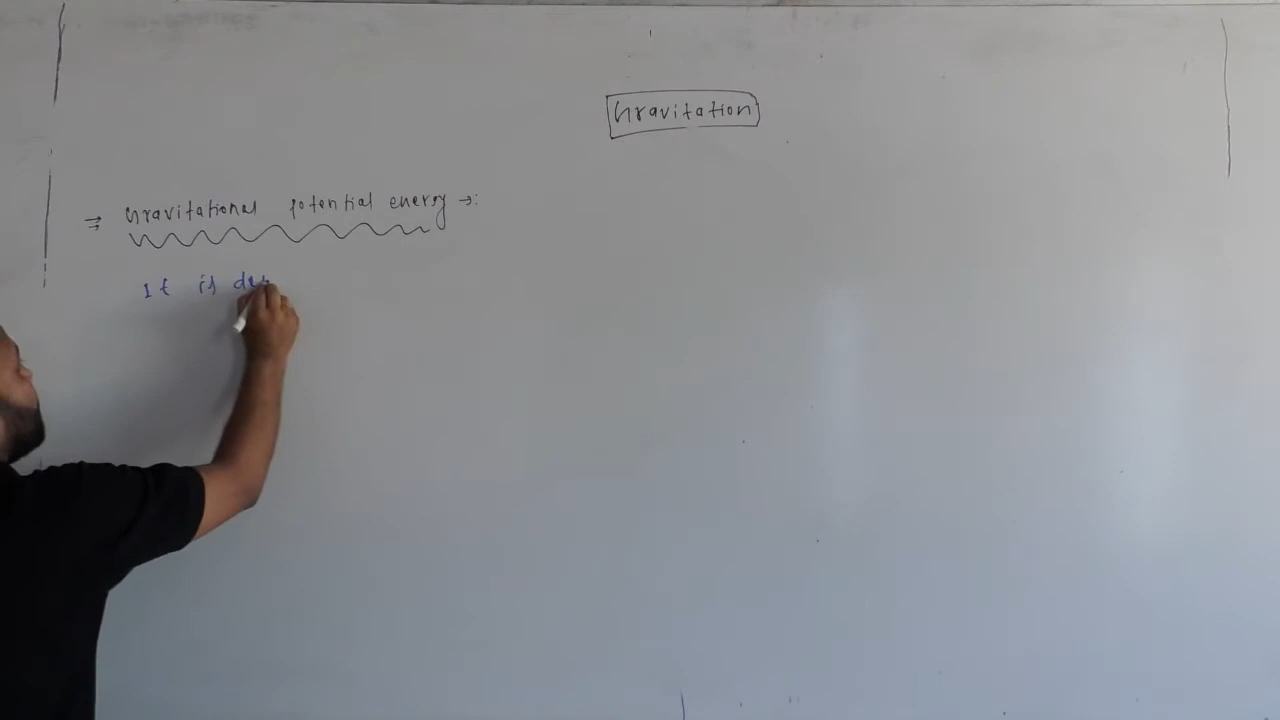 Gravitation
⇒ Gravitational potential energy →:
It is